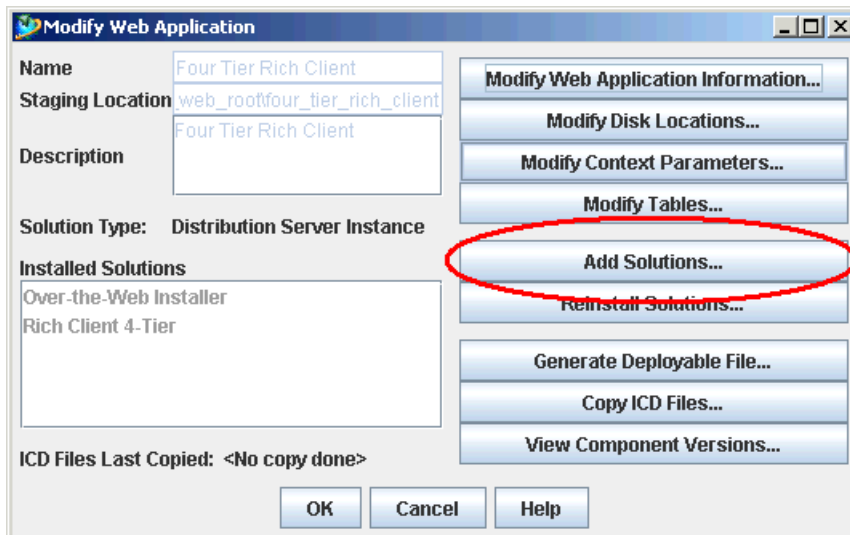 Modify Web Application
Name
Four Tier Rich Client
Staging Location
_web_root\four_tier_rich_client
Description
Four Tier Rich Client
Solution Type: Distribution Server Instance
Installed Solutions
Over-the-Web Installer
Rich Client 4-Tier
ICD Files Last Copied: <No copy done>
Modify Web Application Information...
Modify Disk Locations...
Modify Context Parameters...
Modify Tables...
Add Solutions...
Reinstall Solutions...
Generate Deployable File...
Copy ICD Files...
View Component Versions...
OK
Cancel
Help